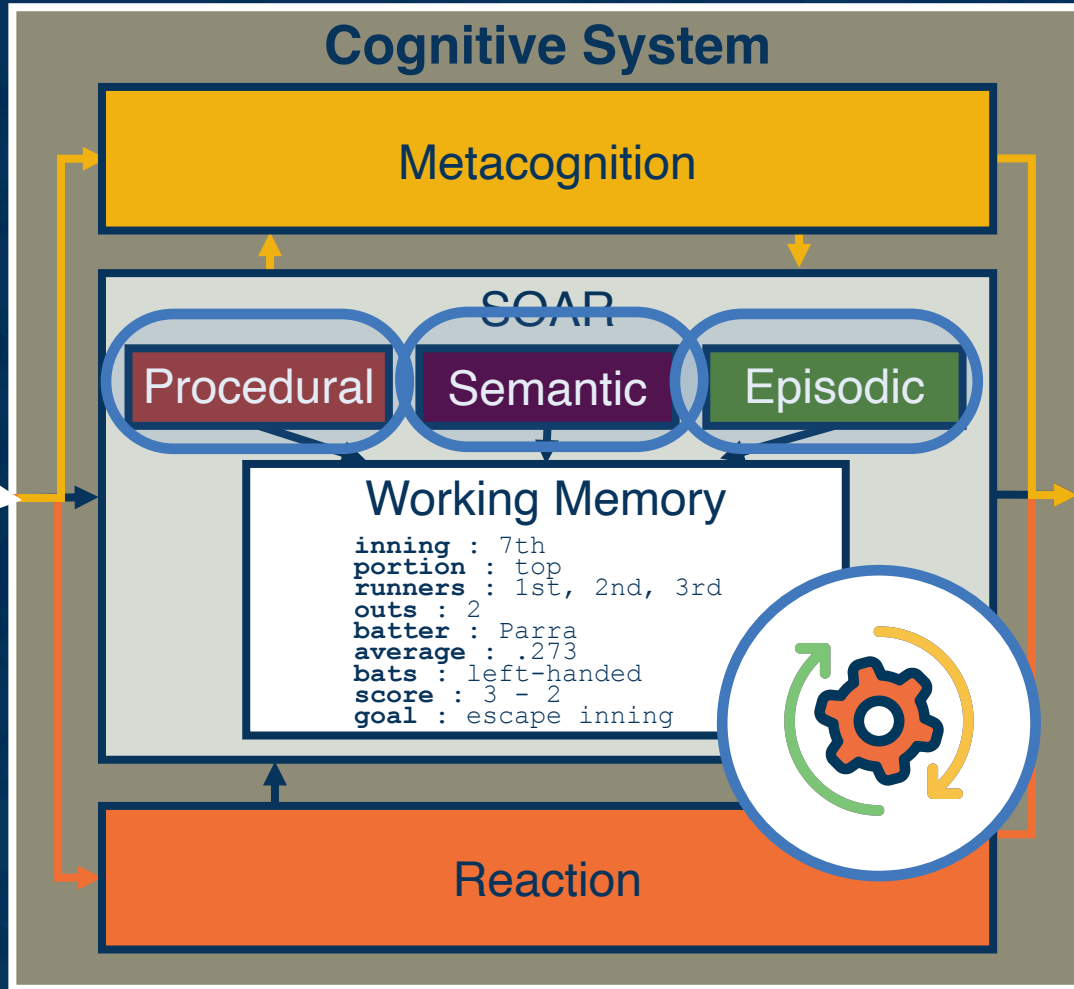 Cognitive System
Metacognition
SOAR
Procedural
Semantic
Episodic
Working Memory
inning : 7th
portion : top
runners : 1st, 2nd, 3rd
outs : 2
batter : Parra
average : .273
bats : left-handed
score : 3 - 2
goal : escape inning
Reaction